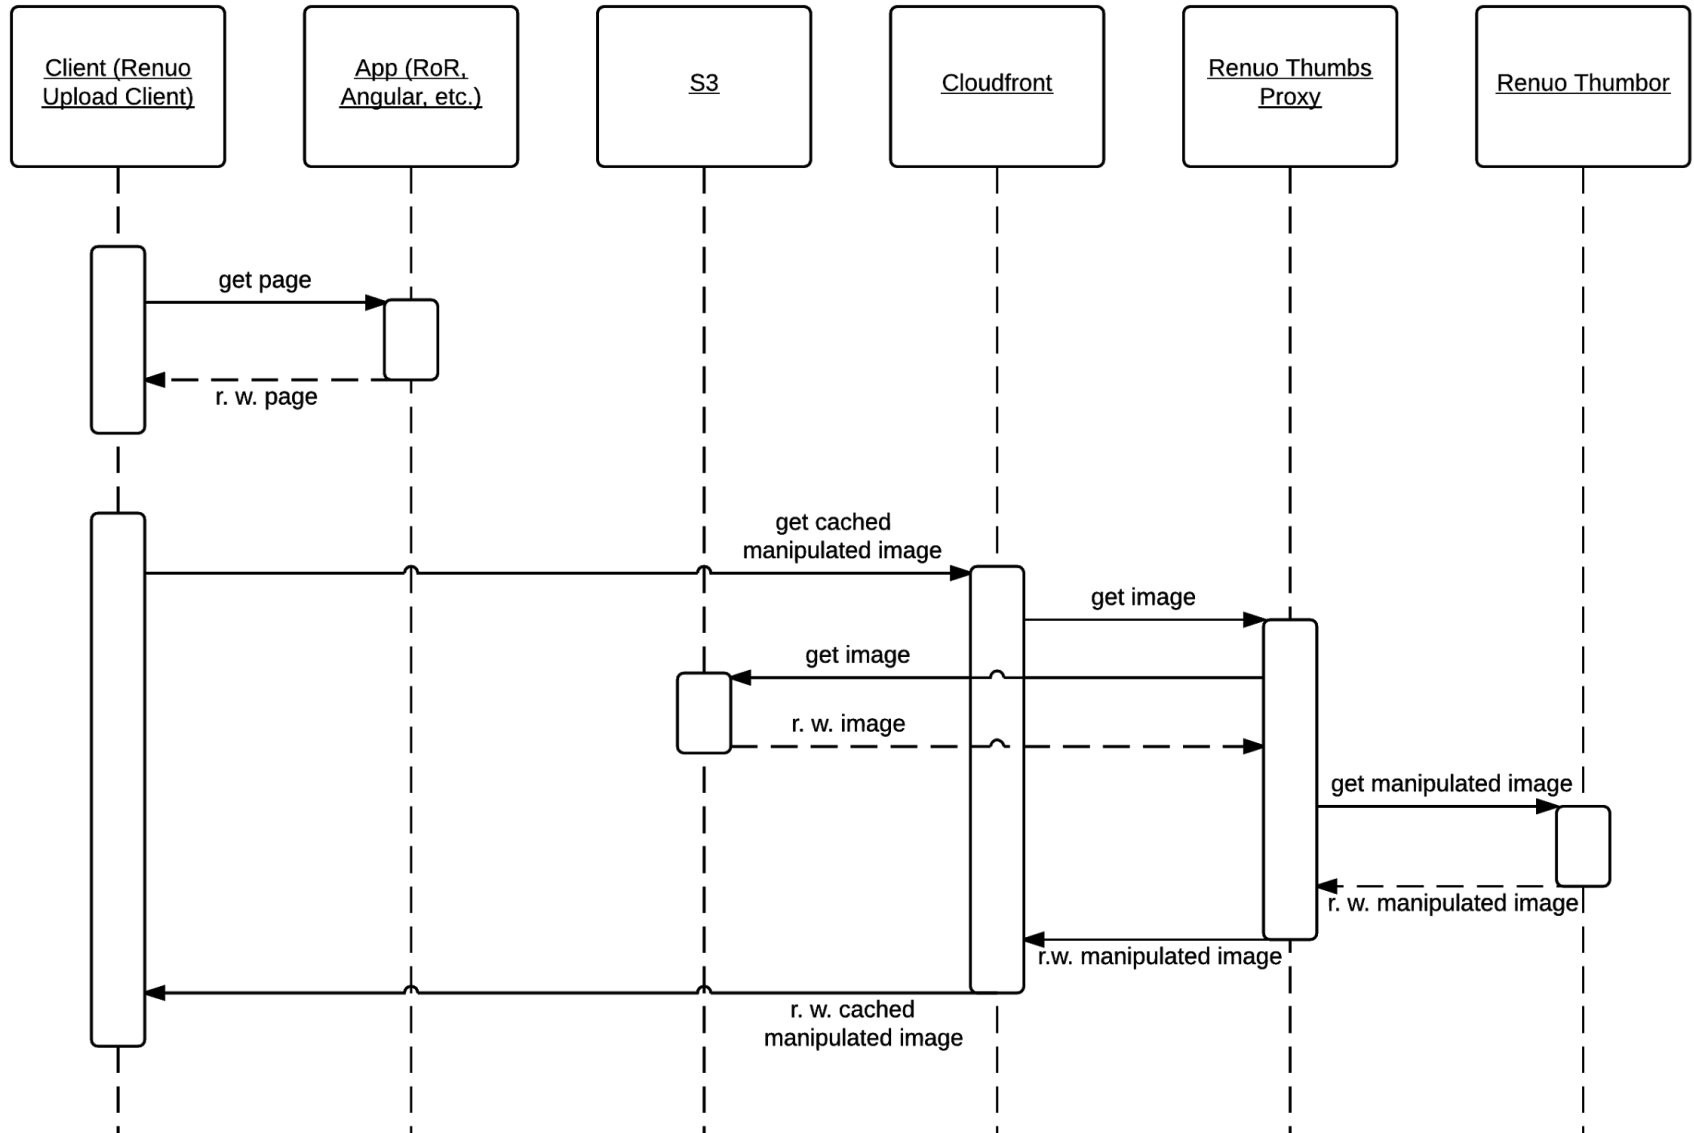 Client (Renuo
Upload Client)
App (RoR,
Angular, etc.)
S3
Cloudfront
Renuo Thumbs
Proxy
Renuo Thumbor
get page
r. w. page
get cached
manipulated image
get image
get image
r. w. image
get manipulated image
r. w. manipulated image
r.w. manipulated image
r. w. cached
manipulated image